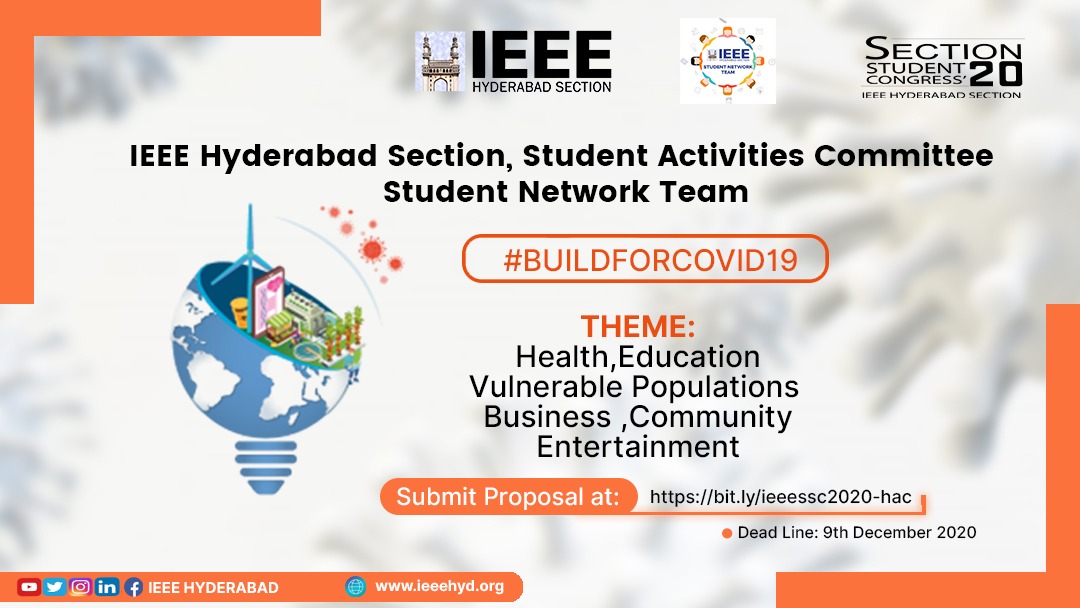 IEEE
HYDERABAD SECTION
IEEE
STUDENT NETWORK
TEAM
SECTION
STUDENT
CONGRESS'20
IEEE HYDERABAD SECTION
IEEE Hyderabad Section, Student Activities Committee
Student Network Team
#BUILDFORCOVID19
THEME:
Health,Education
Vulnerable Populations
Business ,Community
Entertainment
Submit Proposal at: https://bit.ly/ieeessc2020-hac
Dead Line: 9th December 2020
IEEE HYDERABAD www.ieeehyd.org